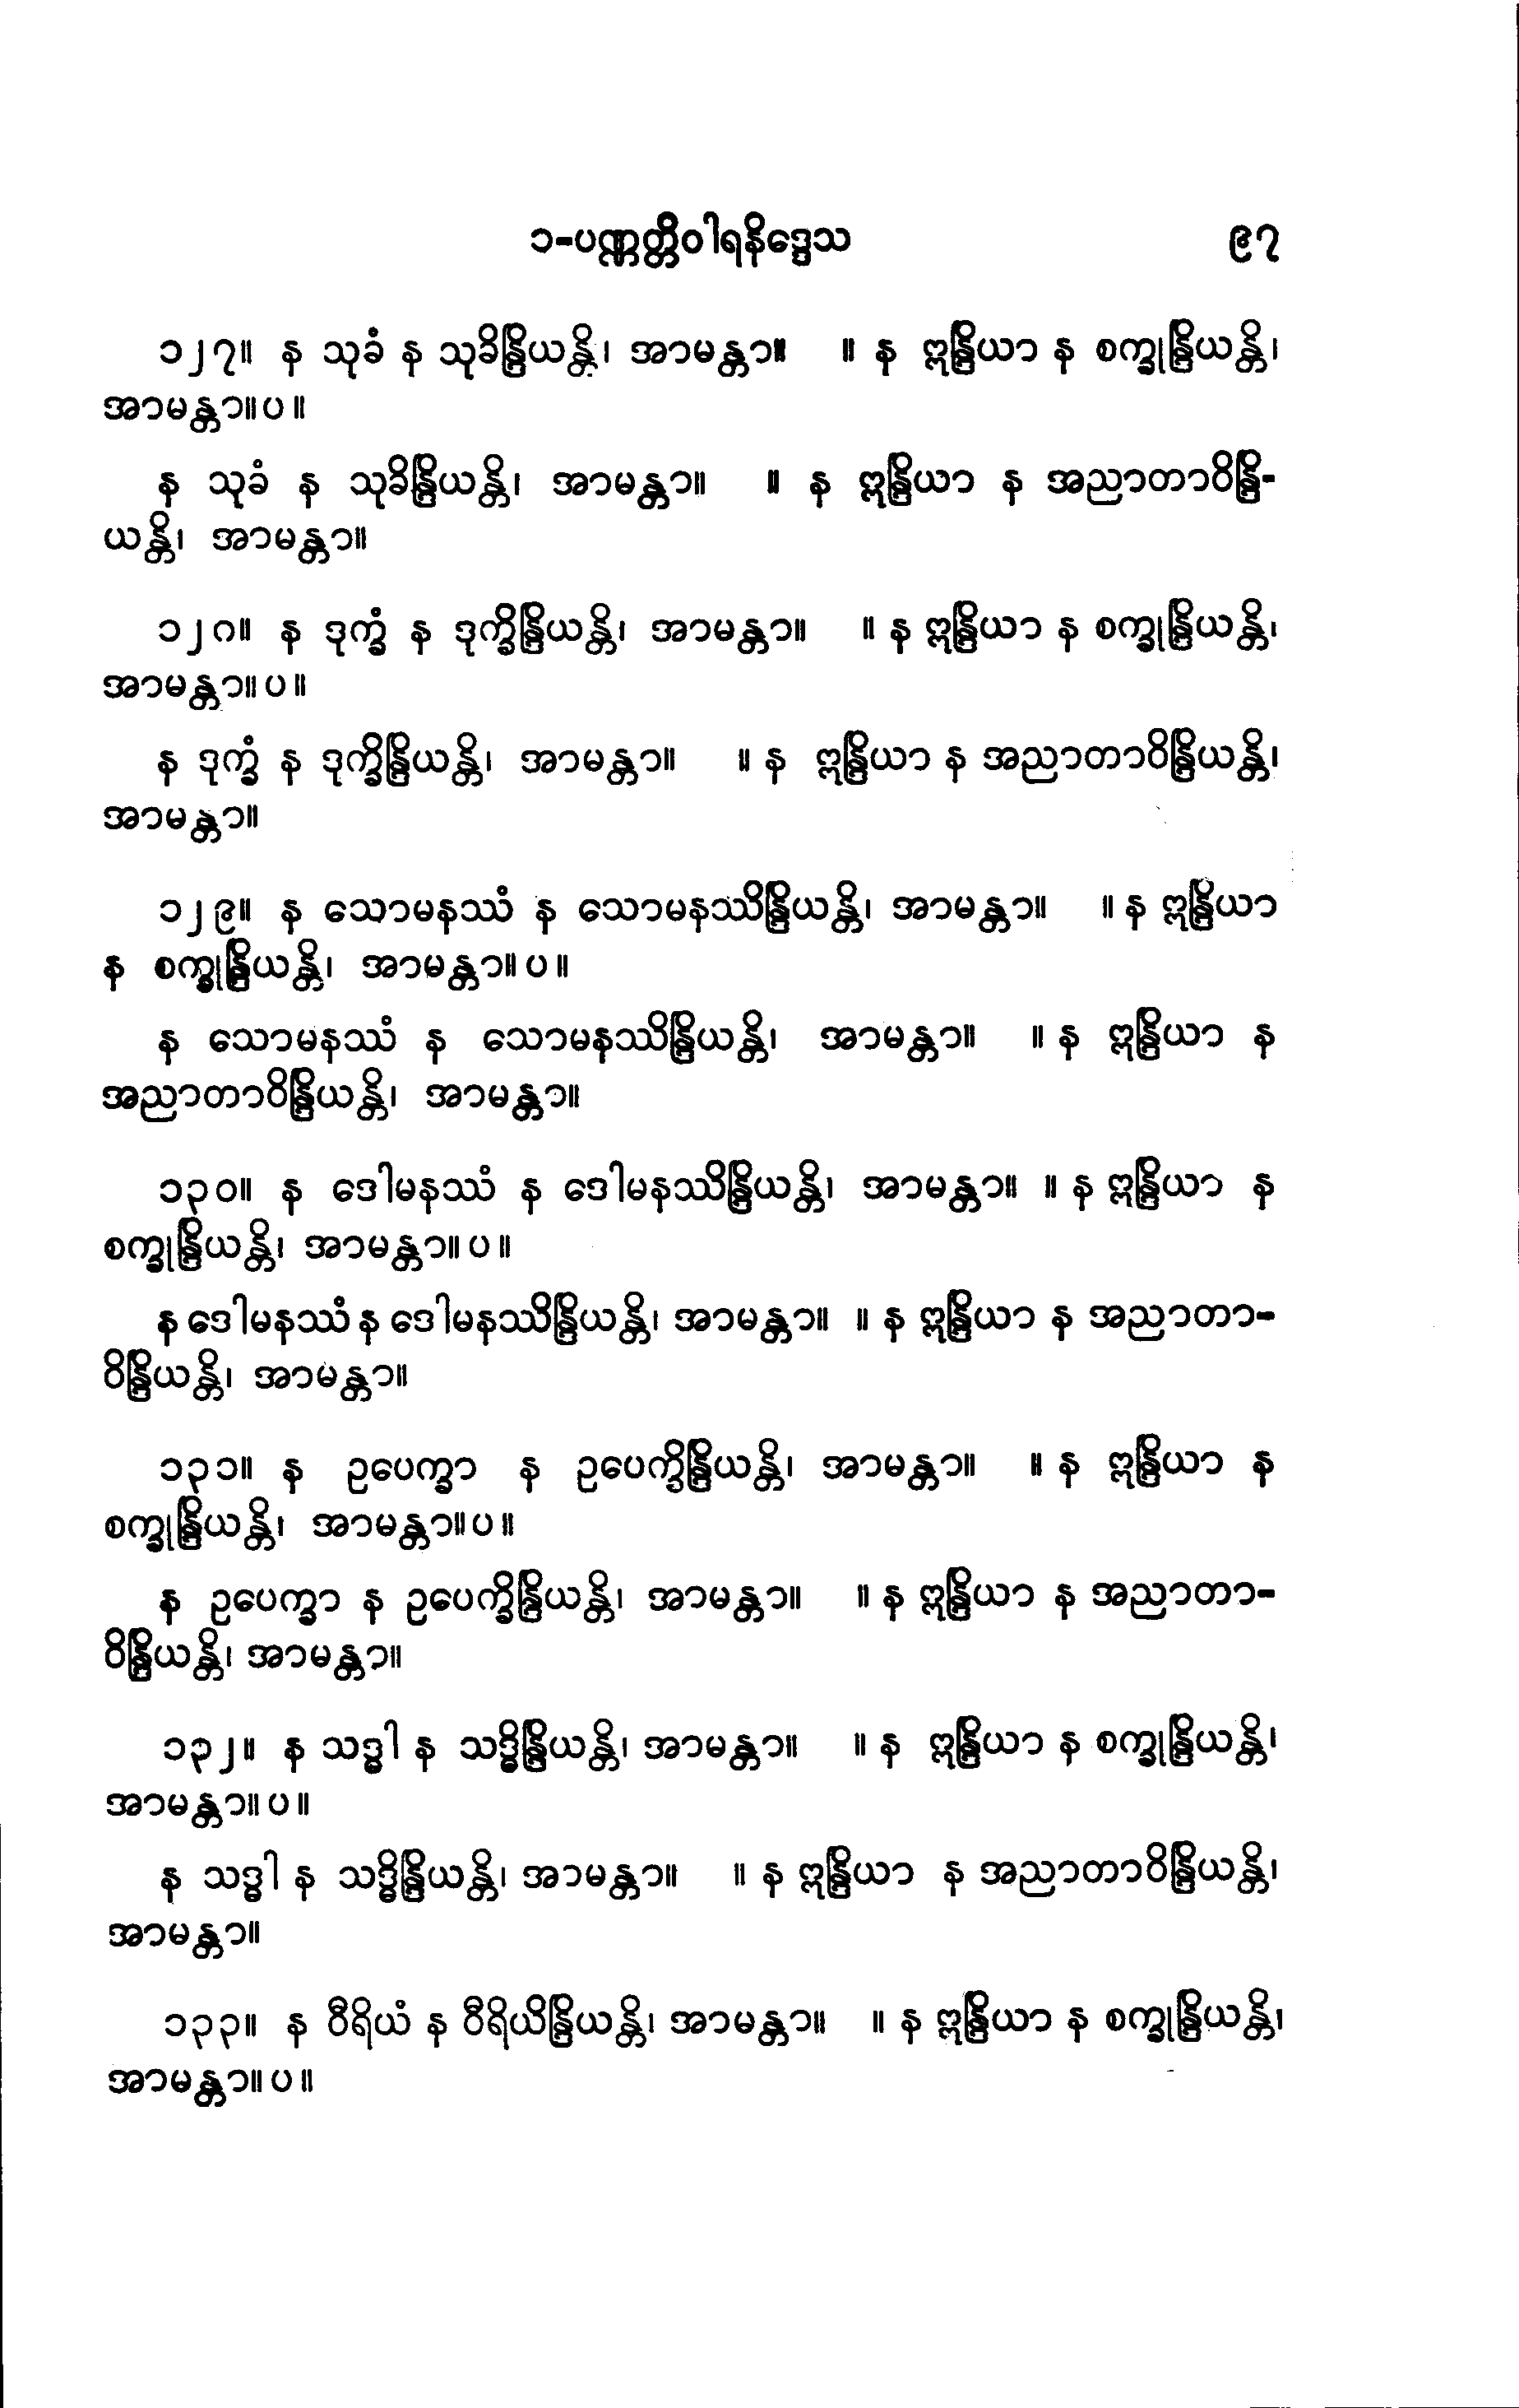 ၁-ပဏ္ဏတ္တိဝါရနိဒ္ဒေသ ၉၇
၁၂၇။ န သုခံ န သုခိန္ဒြိယန္တိ၊ အာမန္တာ။ ။ န ဣန္ဒြိယာ န စက္ခုန္ဒြိယန္တိ၊
အာမန္တာ။ပ။
န သုခံ န သုခိန္ဒြိယန္တိ၊ အာမန္တာ။ ။ န ဣန္ဒြိယာ န အညာတာဝိန္ဒြိ-
ယန္တိ၊ အာမန္တာ။
၁၂၈။ န ဒုက္ခံ န ဒုက္ခိန္ဒြိယန္တိ၊ အာမန္တာ။ ။ န ဣန္ဒြိယာ န စက္ခုန္ဒြိယန္တိ၊
အာမန္တာ။ပ။
န ဒုက္ခံ န ဒုက္ခိန္ဒြိယန္တိ၊ အာမန္တာ။ ။ န ဣန္ဒြိယာ န အညာတာဝိန္ဒြိယန္တိ၊
အာမန္တာ။
၁၂၉။ န သောမနဿံ န သောမနဿိန္ဒြိယန္တိ၊ အာမန္တာ။ ။ န ဣန္ဒြိယာ
န စက္ခုန္ဒြိယန္တိ၊ အာမန္တာ။ပ။
န သောမနဿံ န သောမနဿိန္ဒြိယန္တိ၊ အာမန္တာ။ ။ န ဣန္ဒြိယာ န
အညာတာဝိန္ဒြိယန္တိ၊ အာမန္တာ။
၁၃၀။ န ဒေါမနဿံ န ဒေါမနဿိန္ဒြိယန္တိ၊ အာမန္တာ။ ။ န ဣန္ဒြိယာ န
စက္ခုန္ဒြိယန္တိ၊ အာမန္တာ။ပ။
န ဒေါမနဿံ န ဒေါမနဿိန္ဒြိယန္တိ၊ အာမန္တာ။ ။ န ဣန္ဒြိယာ န အညာတာ-
ဝိန္ဒြိယန္တိ၊ အာမန္တာ။
၁၃၁။ န ဥပေက္ခာ န ဥပေက္ခိန္ဒြိယန္တိ၊ အာမန္တာ။ ။ န ဣန္ဒြိယာ န
စက္ခုန္ဒြိယန္တိ၊ အာမန္တာ။ပ။
န ဥပေက္ခာ န ဥပေက္ခိန္ဒြိယန္တိ၊ အာမန္တာ။ ။ န ဣန္ဒြိယာ န အညာတာ-
ဝိန္ဒြိယန္တိ၊ အာမန္တာ။
၁၃၂။ န သဒ္ဓါ န သဒ္ဓိန္ဒြိယန္တိ၊ အာမန္တာ။ ။ န ဣန္ဒြိယာ န စက္ခုန္ဒြိယန္တိ၊
အာမန္တာ။ပ။
န သဒ္ဓါ န သဒ္ဓိန္ဒြိယန္တိ၊ အာမန္တာ။ ။ န ဣန္ဒြိယာ န အညာတာဝိန္ဒြိယန္တိ၊
အာမန္တာ။
၁၃၃။ န ဝီရိယံ န ဝီရိယိန္ဒြိယန္တိ၊ အာမန္တာ။ ။ န ဣန္ဒြိယာ န စက္ခုန္ဒြိယန္တိ၊
အာမန္တာ။ပ။